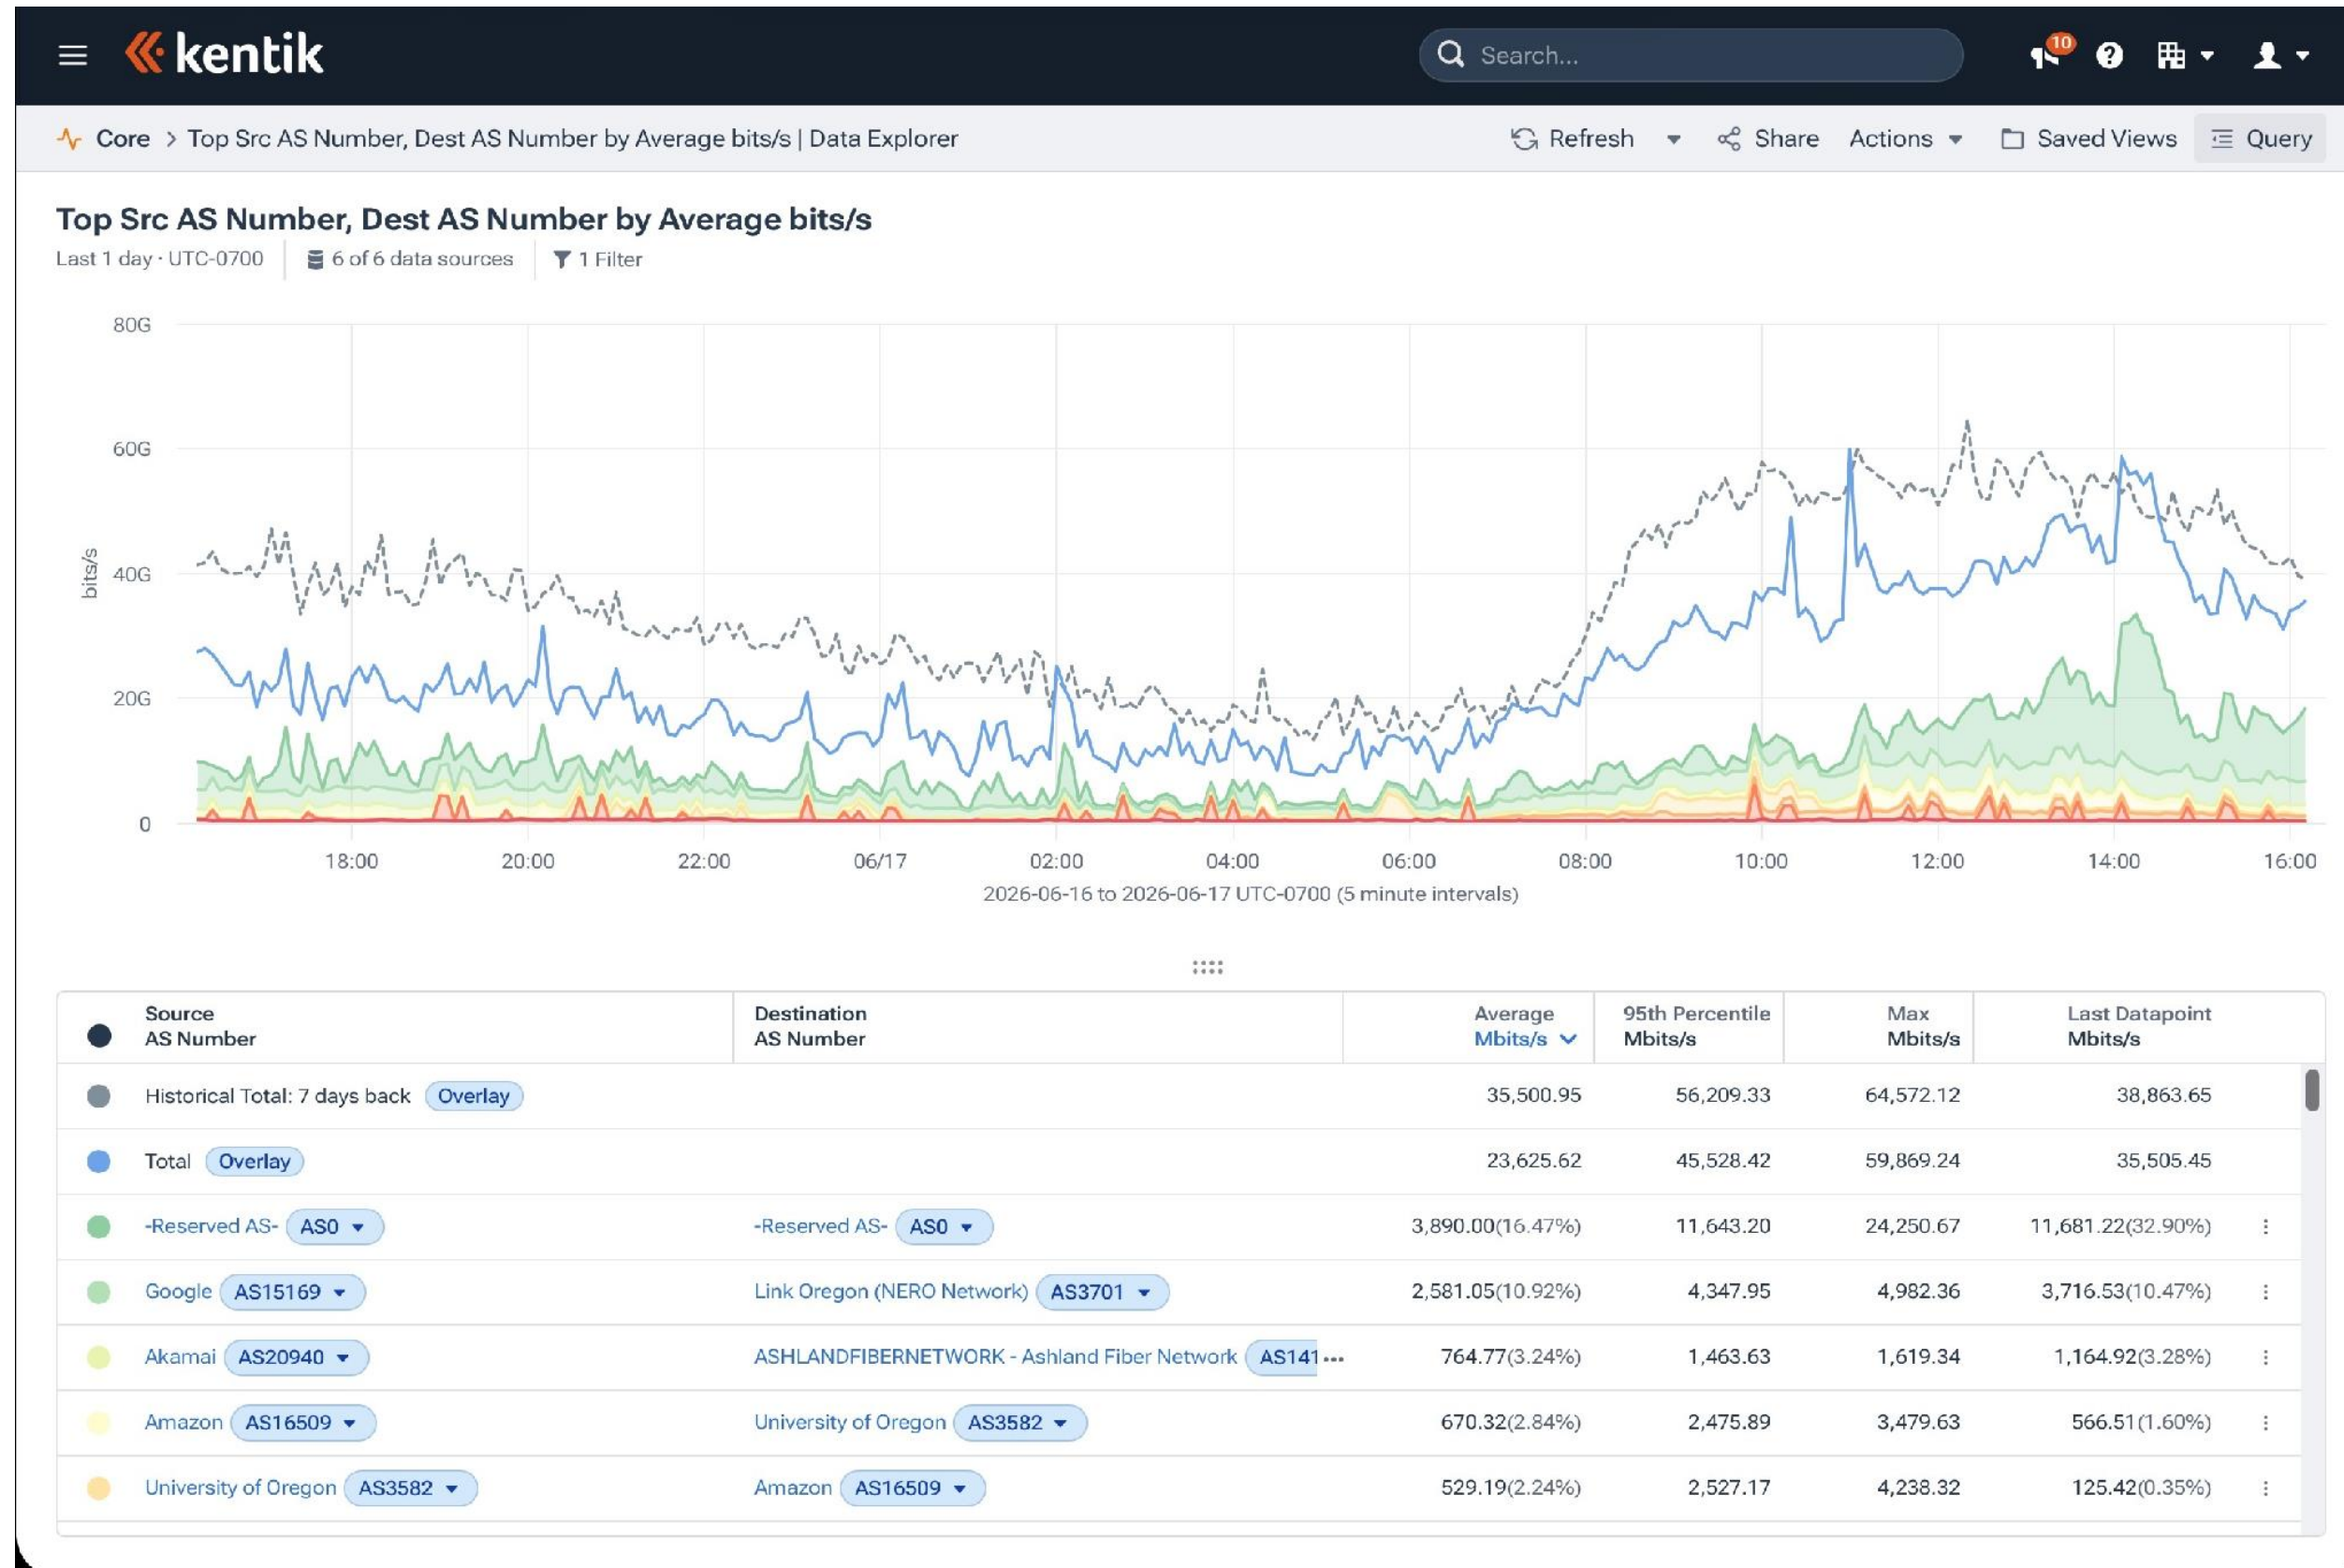 kentik
Search...
10
Core > Top Src AS Number, Dest AS Number by Average bits/s | Data Explorer
Refresh Share Actions Saved Views Query
Top Src AS Number, Dest AS Number by Average bits/s
Last 1 day · UTC-0700 6 of 6 data sources 1 Filter
80G
60G
40G
20G
0
bits/s
18:00 20:00 22:00 06/17 02:00 04:00 06:00 08:00 10:00 12:00 14:00 16:00
2026-06-16 to 2026-06-17 UTC-0700 (5 minute intervals)
Source Destination Average 95th Percentile Max Last Datapoint
AS Number AS Number Mbits/s Mbits/s Mbits/s Mbits/s
Historical Total: 7 days back Overlay 35,500.95 56,209.33 64,572.12 38,863.65
Total Overlay 23,625.62 45,528.42 59,869.24 35,505.45
-Reserved AS- AS0 -Reserved AS- AS0 3,890.00(16.47%) 11,643.20 24,250.67 11,681.22(32.90%)
Google AS15169 Link Oregon (NERO Network) AS3701 2,581.05(10.92%) 4,347.95 4,982.36 3,716.53(10.47%)
Akamai AS20940 ASHLANDFIBERNETWORK - Ashland Fiber Network AS141... 764.77(3.24%) 1,463.63 1,619.34 1,164.92(3.28%)
Amazon AS16509 University of Oregon AS3582 670.32(2.84%) 2,475.89 3,479.63 566.51(1.60%)
University of Oregon AS3582 Amazon AS16509 529.19(2.24%) 2,527.17 4,238.32 125.42(0.35%)